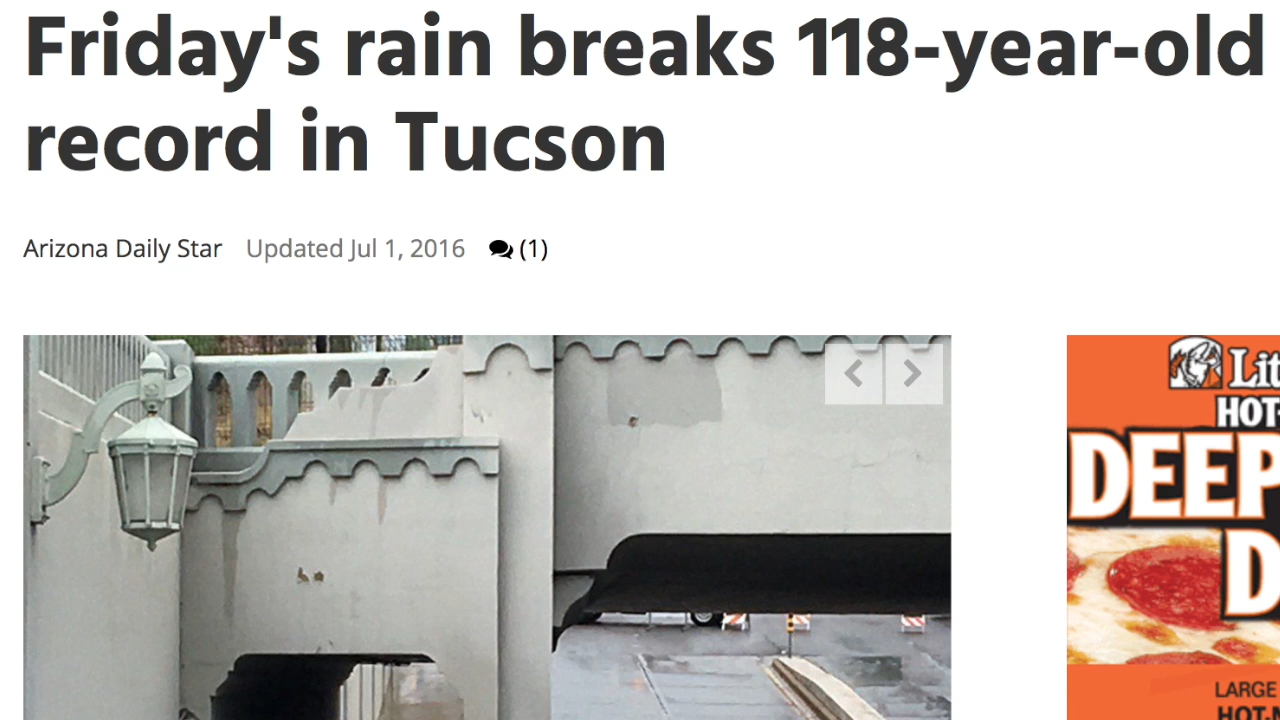 Friday's rain breaks 118-year-old
record in Tucson
Arizona Daily Star Updated Jul 1, 2016 (1)
HOT-
DEEP
D
LARGE